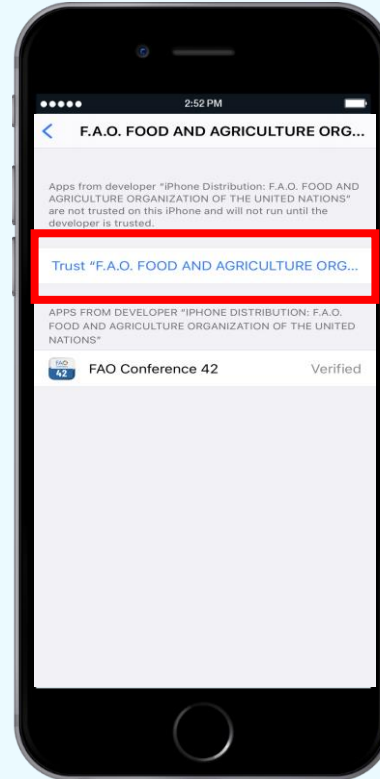 2:52 PM
F.A.O. FOOD AND AGRICULTURE ORG...
Apps from developer "iPhone Distribution: F.A.O. FOOD AND
AGRICULTURE ORGANIZATION OF THE UNITED NATIONS"
are not trusted on this iPhone and will not run until the
developer is trusted.
Trust "F.A.O. FOOD AND AGRICULTURE ORG...
APPS FROM DEVELOPER "IPHONE DISTRIBUTION: F.A.O.
FOOD AND AGRICULTURE ORGANIZATION OF THE UNITED
NATIONS"
FAO
42
FAO Conference 42 Verified